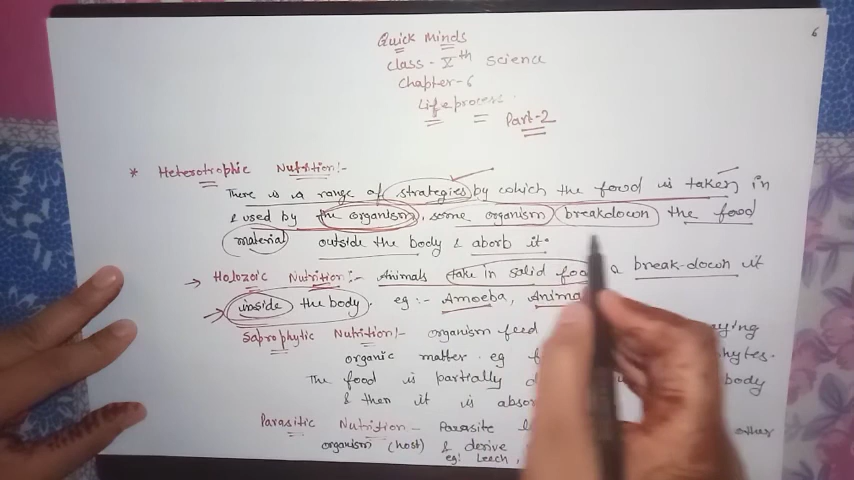 6
Quick Minds
Class - Xth Science
Chapter-6
Life process
Part-2
* Heterotrophic Nutrition :-
There is a range of strategies by which the food is taken in
& used by the organism, some organism breakdown the food
material outside the body & aborb it.
→ Holozoic Nutrition :- Animals take in solid food & break-down it
inside the body. eg :- Amoeba, Anima
Saprophytic Nutrition :- organism feed
organic matter. eg
The food is partially body
& then it is
Parasitic Nutrition - Parasite other
organism (host) & derive
eg: Leech,